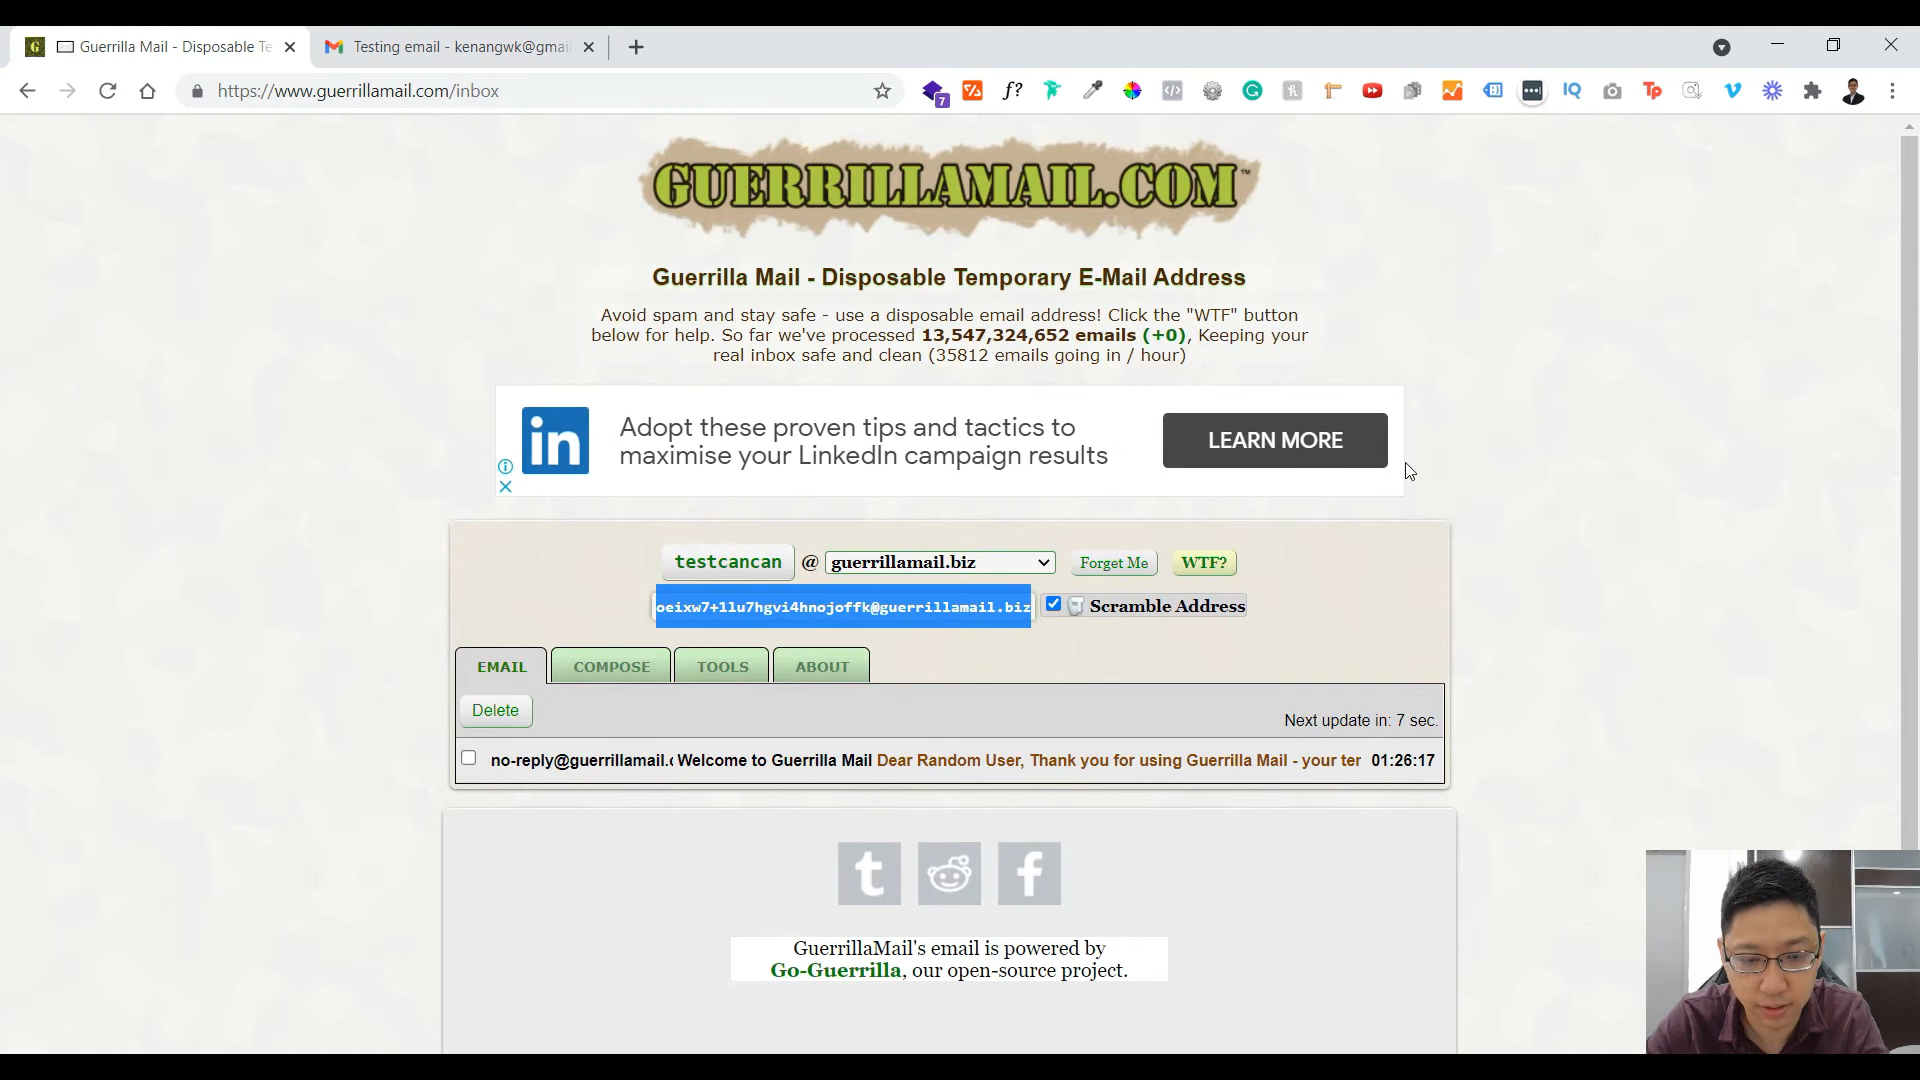 Guerrilla Mail - Disposable Te
Testing email - kenangwk@gmai
https://www.guerrillamail.com/inbox
GUERRILLAMAIL.COM™
Guerrilla Mail - Disposable Temporary E-Mail Address
Avoid spam and stay safe - use a disposable email address! Click the "WTF" button
below for help. So far we've processed 13,547,324,652 emails (+0), Keeping your
real inbox safe and clean (35812 emails going in / hour)
in
Adopt these proven tips and tactics to
maximise your LinkedIn campaign results
LEARN MORE
testcancan @ guerrillamail.biz Forget Me WTF?
oeixw7+1lu7hgvi4hnojoffk@guerrillamail.biz Scramble Address
EMAIL COMPOSE TOOLS ABOUT
Delete
Next update in: 7 sec.
no-reply@guerrillamail.c Welcome to Guerrilla Mail Dear Random User, Thank you for using Guerrilla Mail - your ter 01:26:17
GuerrillaMail's email is powered by
Go-Guerrilla, our open-source project.